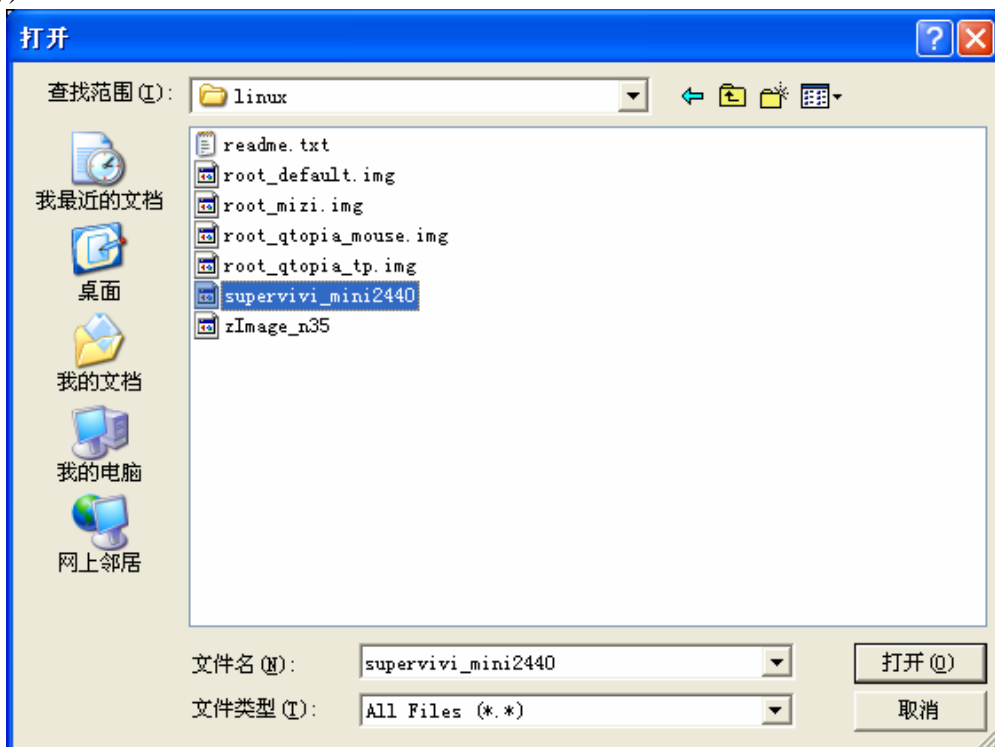 打开
查找范围(I):
linux
我最近的文档
桌面
我的文档
我的电脑
网上邻居
readme.txt
root_default.img
root_mizi.img
root_qtopia_mouse.img
root_qtopia_tp.img
supervivi_mini2440
zImage_n35
文件名(N):
supervivi_mini2440
打开(O)
文件类型(T):
All Files (*.*)
取消